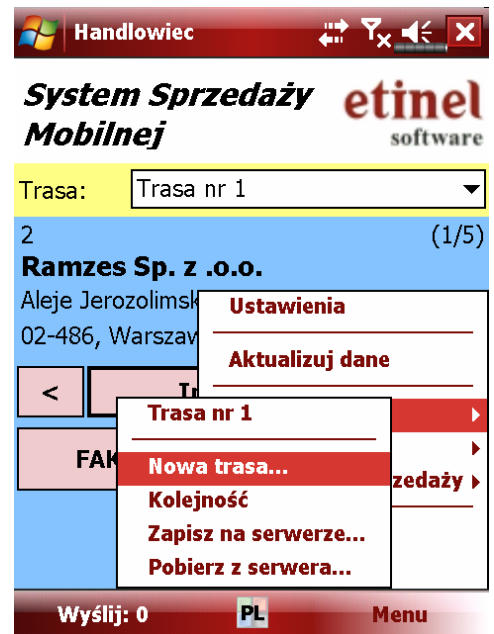 Handlowiec
System Sprzedaży
Mobilnej
etinel
software
Trasa: Trasa nr 1
2 (1/5)
Ramzes Sp. z .o.o.
Aleje Jerozolimsk
02-486, Warszaw
Ustawienia
Aktualizuj dane
<
Trasa nr 1
FAK
Nowa trasa...
zedaży
Kolejność
Zapisz na serwerze...
Pobierz z serwera...
Wyślij: 0 PL Menu